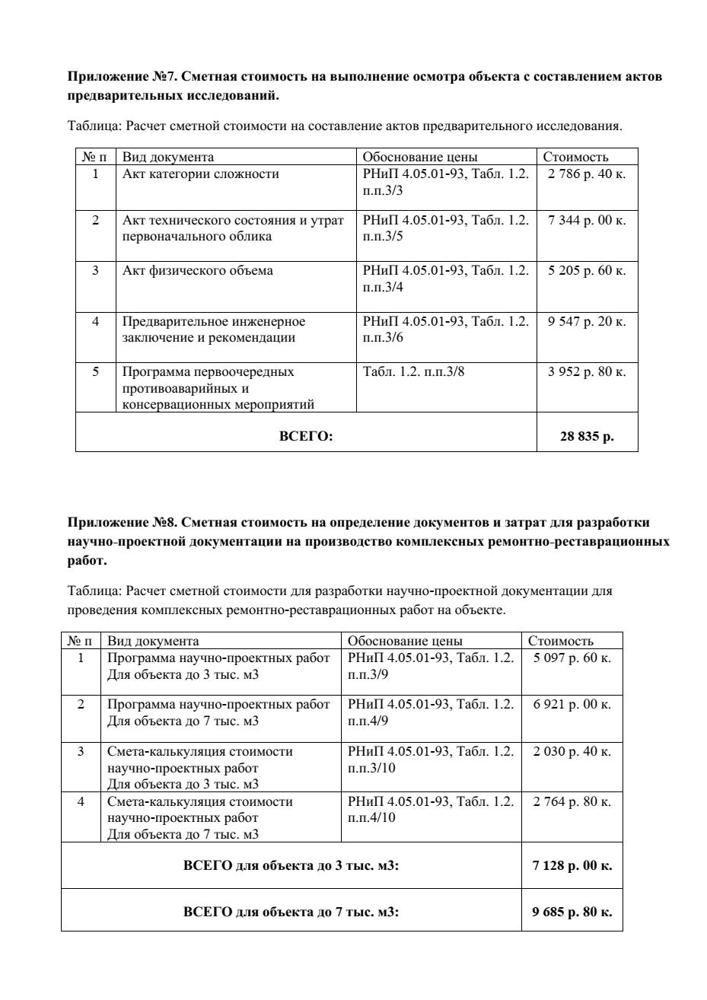 Приложение №7. Сметная стоимость на выполнение осмотра объекта с составлением актов
предварительных исследований.
Таблица: Расчет сметной стоимости на составление актов предварительного исследования.
№ п Вид документа Обоснование цены Стоимость
1 Акт категории сложности РНиП 4.05.01-93, Табл. 1.2. 2 786 р. 40 к.
п.п.3/3
2 Акт технического состояния и утрат РНиП 4.05.01-93, Табл. 1.2. 7 344 р. 00 к.
первоначального облика п.п.3/5
3 Акт физического объема РНиП 4.05.01-93, Табл. 1.2. 5 205 р. 60 к.
п.п.3/4
4 Предварительное инженерное РНиП 4.05.01-93, Табл. 1.2. 9 547 р. 20 к.
заключение и рекомендации п.п.3/6
5 Программа первоочередных Табл. 1.2. п.п.3/8 3 952 р. 80 к.
противоаварийных и
консервационных мероприятий
ВСЕГО: 28 835 р.
Приложение №8. Сметная стоимость на определение документов и затрат для разработки
научно-проектной документации на производство комплексных ремонтно-реставрационных
работ.
Таблица: Расчет сметной стоимости для разработки научно-проектной документации для
проведения комплексных ремонтно-реставрационных работ на объекте.
№ п Вид документа Обоснование цены Стоимость
1 Программа научно-проектных работ РНиП 4.05.01-93, Табл. 1.2. 5 097 р. 60 к.
Для объекта до 3 тыс. м3 п.п.3/9
2 Программа научно-проектных работ РНиП 4.05.01-93, Табл. 1.2. 6 921 р. 00 к.
Для объекта до 7 тыс. м3 п.п.4/9
3 Смета-калькуляция стоимости РНиП 4.05.01-93, Табл. 1.2. 2 030 р. 40 к.
научно-проектных работ п.п.3/10
Для объекта до 3 тыс. м3
4 Смета-калькуляция стоимости РНиП 4.05.01-93, Табл. 1.2. 2 764 р. 80 к.
научно-проектных работ п.п.4/10
Для объекта до 7 тыс. м3
ВСЕГО для объекта до 3 тыс. м3: 7 128 р. 00 к.
ВСЕГО для объекта до 7 тыс. м3: 9 685 р. 80 к.